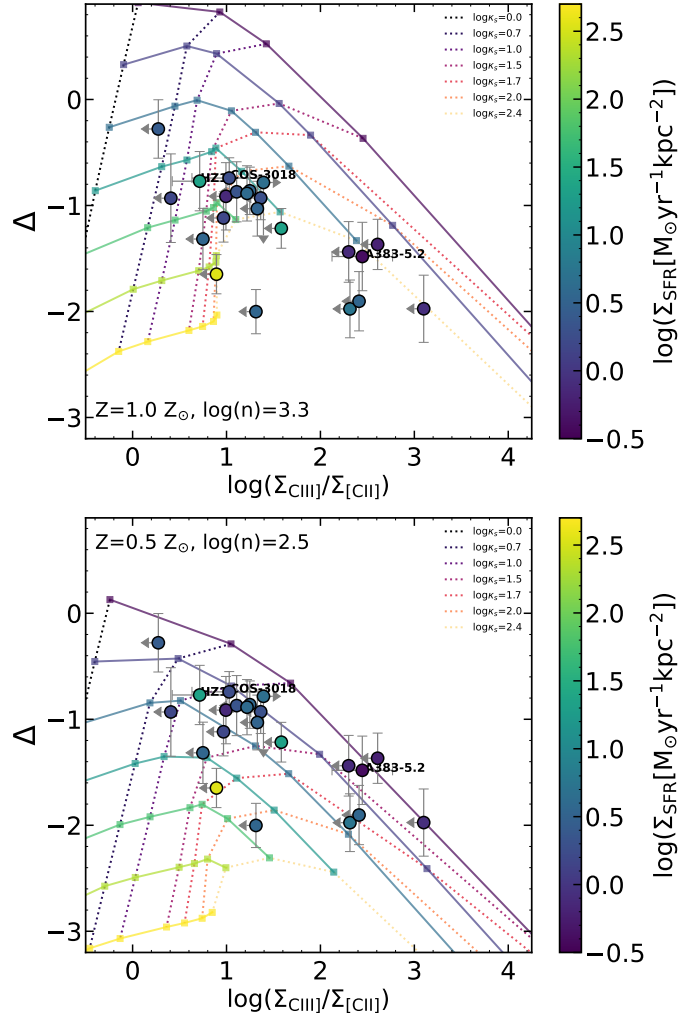 logκs=0.0
logκs=0.7
logκs=1.0
logκs=1.5
logκs=1.7
logκs=2.0
logκs=2.4
0
−1
−2
−3
Δ
COS-3018
A383-5.2
Z=1.0 Z⊙, log(n)=3.3
0 1 2 3 4
log(ΣCIII]/Σ[CII])
2.5
2.0
1.5
1.0
0.5
0.0
−0.5
log(ΣSFR[M⊙yr−1kpc−2])
Z=0.5 Z⊙, log(n)=2.5
logκs=0.0
logκs=0.7
logκs=1.0
logκs=1.5
logκs=1.7
logκs=2.0
logκs=2.4
0
−1
−2
−3
Δ
COS-3018
A383-5.2
0 1 2 3 4
log(ΣCIII]/Σ[CII])
2.5
2.0
1.5
1.0
0.5
0.0
−0.5
log(ΣSFR[M⊙yr−1kpc−2])